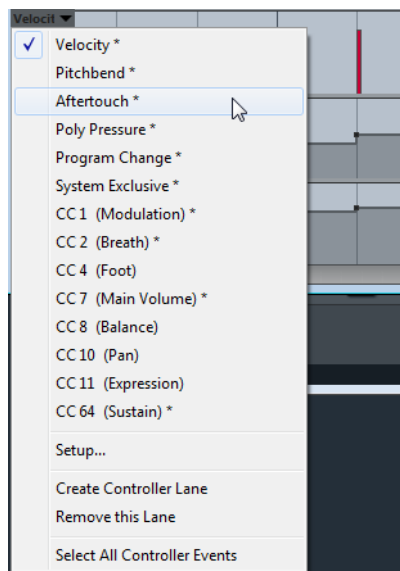 Velocit
Velocity *
Pitchbend *
Aftertouch *
Poly Pressure *
Program Change *
System Exclusive *
CC 1 (Modulation) *
CC 2 (Breath) *
CC 4 (Foot)
CC 7 (Main Volume) *
CC 8 (Balance)
CC 10 (Pan)
CC 11 (Expression)
CC 64 (Sustain) *
Setup...
Create Controller Lane
Remove this Lane
Select All Controller Events